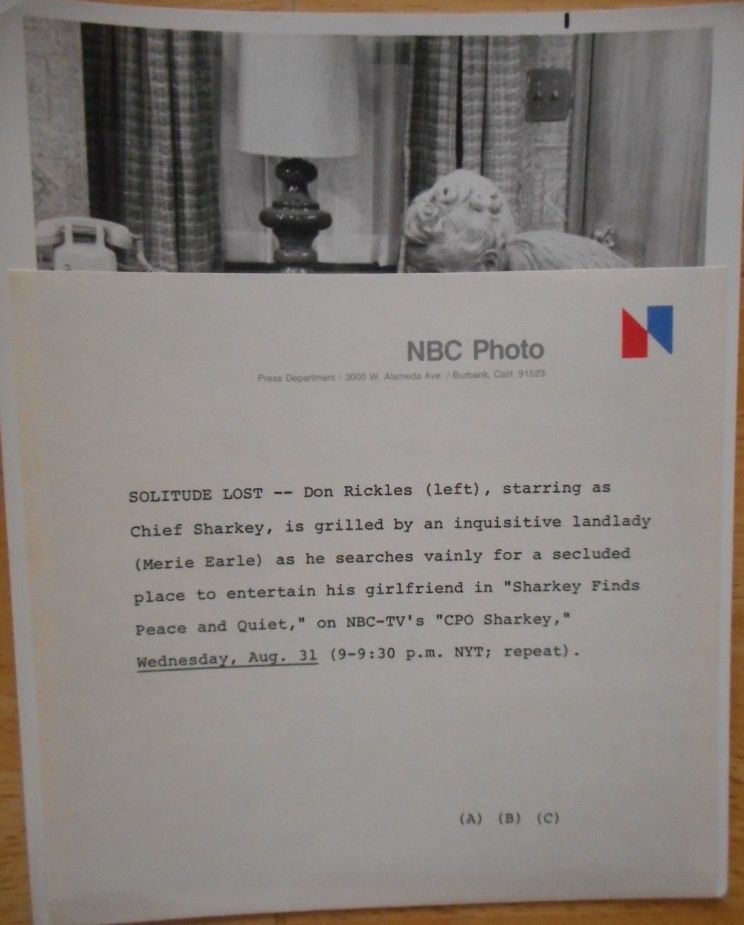 NBC Photo
Press Department / 3000 W. Alameda Ave. / Burbank, Calif. 91523
SOLITUDE LOST -- Don Rickles (left), starring as
Chief Sharkey, is grilled by an inquisitive landlady
(Merie Earle) as he searches vainly for a secluded
place to entertain his girlfriend in "Sharkey Finds
Peace and Quiet," on NBC-TV's "CPO Sharkey,"
Wednesday, Aug. 31 (9-9:30 p.m. NYT; repeat).
(A) (B) (C)